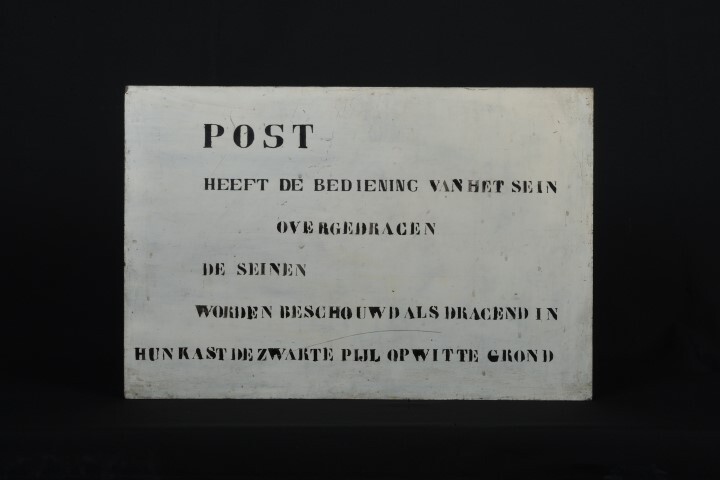 POST
HEEFT DE BEDIENING VAN HET SEIN
OVERGEDRAGEN
DE SEINEN
WORDEN BESCHOUWD ALS DRAGEND IN
HUN KAST DE ZWARTE PIJL OP WITTE GROND